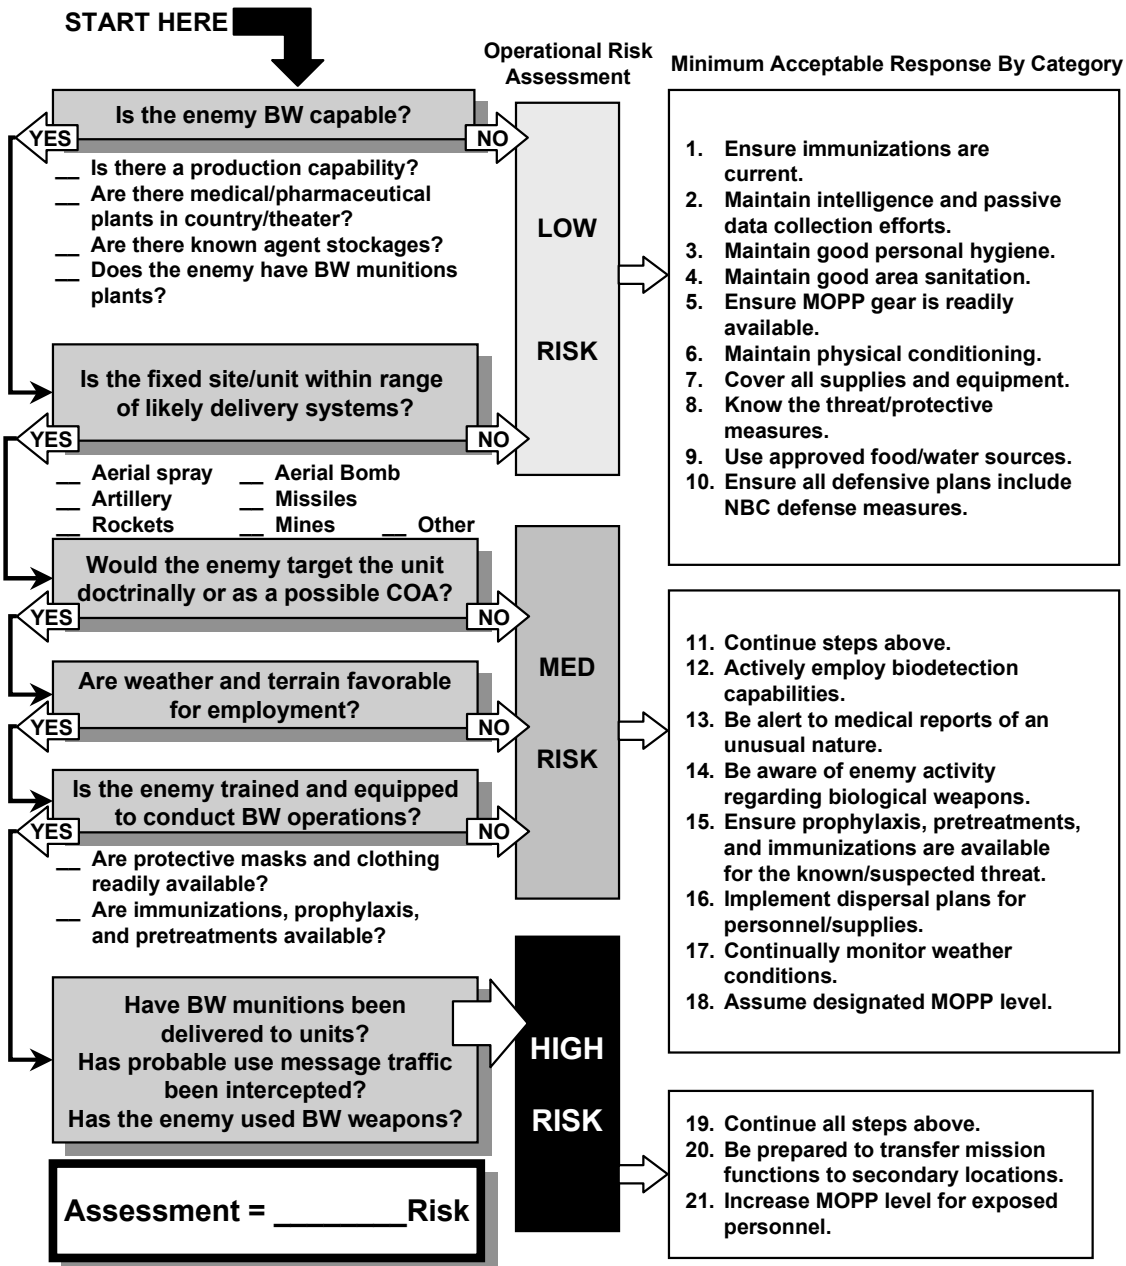 START HERE
Operational Risk
Assessment
Minimum Acceptable Response By Category
Is the enemy BW capable?
YES
NO
__ Is there a production capability?
__ Are there medical/pharmaceutical
plants in country/theater?
__ Are there known agent stockages?
__ Does the enemy have BW munitions
plants?
Is the fixed site/unit within range
of likely delivery systems?
YES
NO
__ Aerial spray __ Aerial Bomb
__ Artillery __ Missiles
__ Rockets __ Mines __ Other
Would the enemy target the unit
doctrinally or as a possible COA?
YES
NO
Are weather and terrain favorable
for employment?
YES
NO
Is the enemy trained and equipped
to conduct BW operations?
YES
NO
__ Are protective masks and clothing
readily available?
__ Are immunizations, prophylaxis,
and pretreatments available?
Have BW munitions been
delivered to units?
Has probable use message traffic
been intercepted?
Has the enemy used BW weapons?
Assessment = ________Risk
LOW
RISK
MED
RISK
HIGH
RISK
1. Ensure immunizations are
current.
2. Maintain intelligence and passive
data collection efforts.
3. Maintain good personal hygiene.
4. Maintain good area sanitation.
5. Ensure MOPP gear is readily
available.
6. Maintain physical conditioning.
7. Cover all supplies and equipment.
8. Know the threat/protective
measures.
9. Use approved food/water sources.
10. Ensure all defensive plans include
NBC defense measures.
11. Continue steps above.
12. Actively employ biodetection
capabilities.
13. Be alert to medical reports of an
unusual nature.
14. Be aware of enemy activity
regarding biological weapons.
15. Ensure prophylaxis, pretreatments,
and immunizations are available
for the known/suspected threat.
16. Implement dispersal plans for
personnel/supplies.
17. Continually monitor weather
conditions.
18. Assume designated MOPP level.
19. Continue all steps above.
20. Be prepared to transfer mission
functions to secondary locations.
21. Increase MOPP level for exposed
personnel.